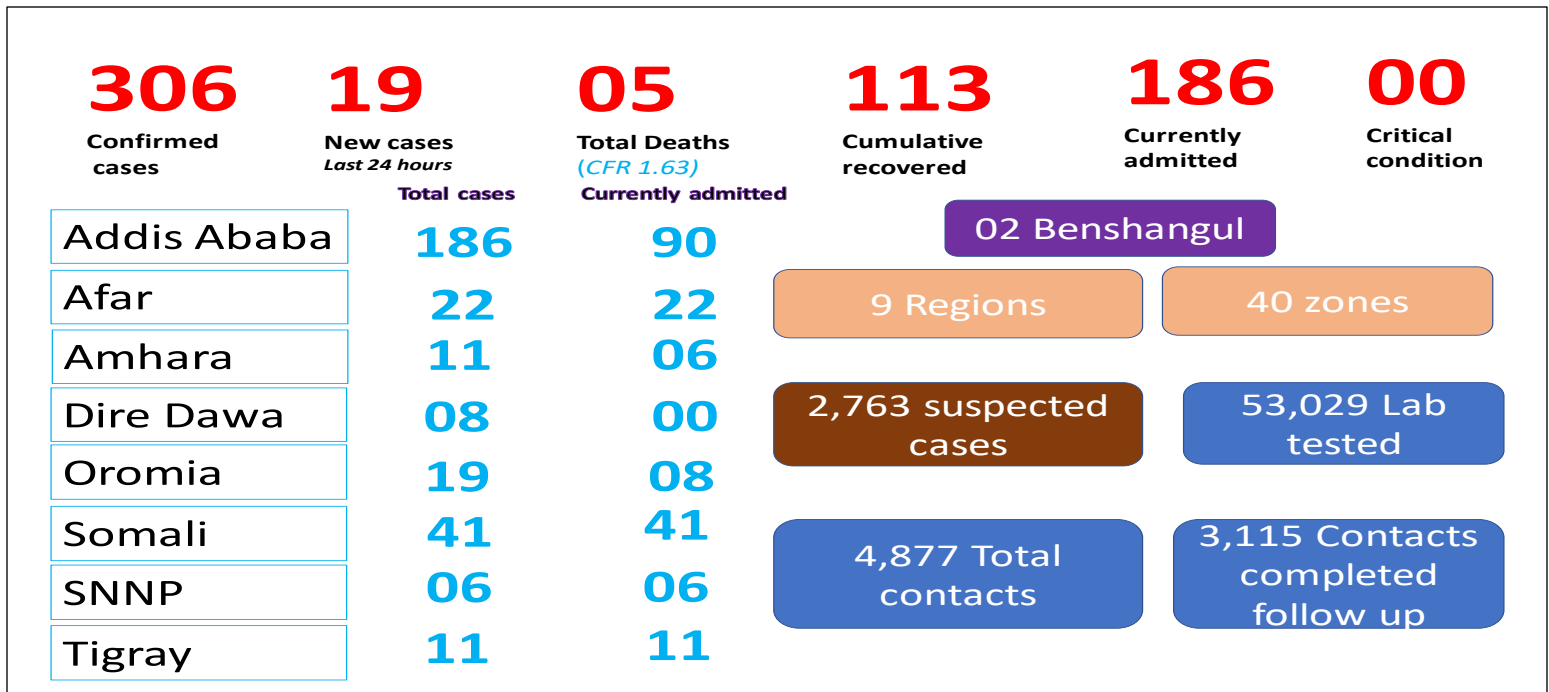 306
Confirmed
cases
19
New cases
Last 24 hours
05
Total Deaths
(CFR 1.63)
113
Cumulative
recovered
186
Currently
admitted
00
Critical
condition
Total cases Currently admitted
Addis Ababa 186 90
Afar 22 22
Amhara 11 06
Dire Dawa 08 00
Oromia 19 08
Somali 41 41
SNNP 06 06
Tigray 11 11
02 Benshangul
9 Regions
40 zones
2,763 suspected
cases
53,029 Lab
tested
4,877 Total
contacts
3,115 Contacts
completed
follow up